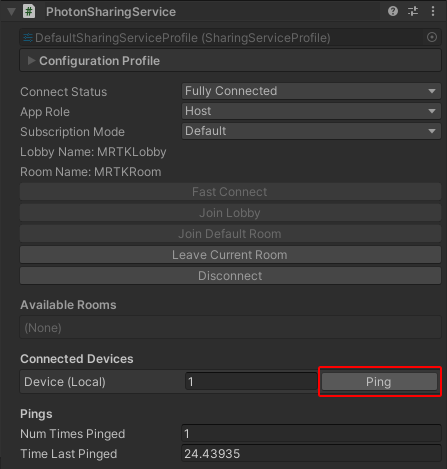 PhotonSharingService
DefaultSharingServiceProfile (SharingServiceProfile)
Configuration Profile
Connect Status Fully Connected
App Role Host
Subscription Mode Default
Lobby Name: MRTKLobby
Room Name: MRTKRoom
Fast Connect
Join Lobby
Join Default Room
Leave Current Room
Disconnect
Available Rooms
(None)
Connected Devices
Device (Local) 1 Ping
Pings
Num Times Pinged 1
Time Last Pinged 24.43935